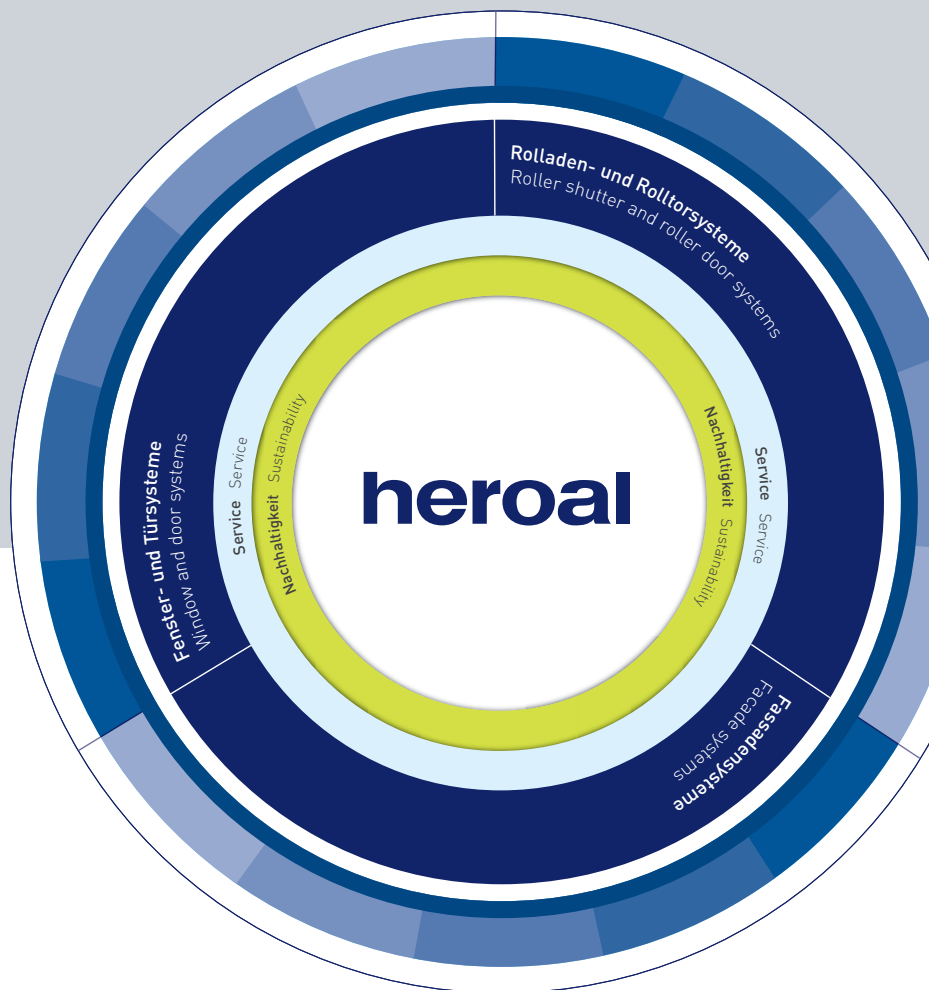 Rolladen- und Rolltorsysteme
Roller shutter and roller door systems
Fenster- und Türsysteme
Window and door systems
Service Service
Nachhaltigkeit Sustainability
heroal
Nachhaltigkeit Sustainability
Service Service
Fassadensysteme
Facade systems